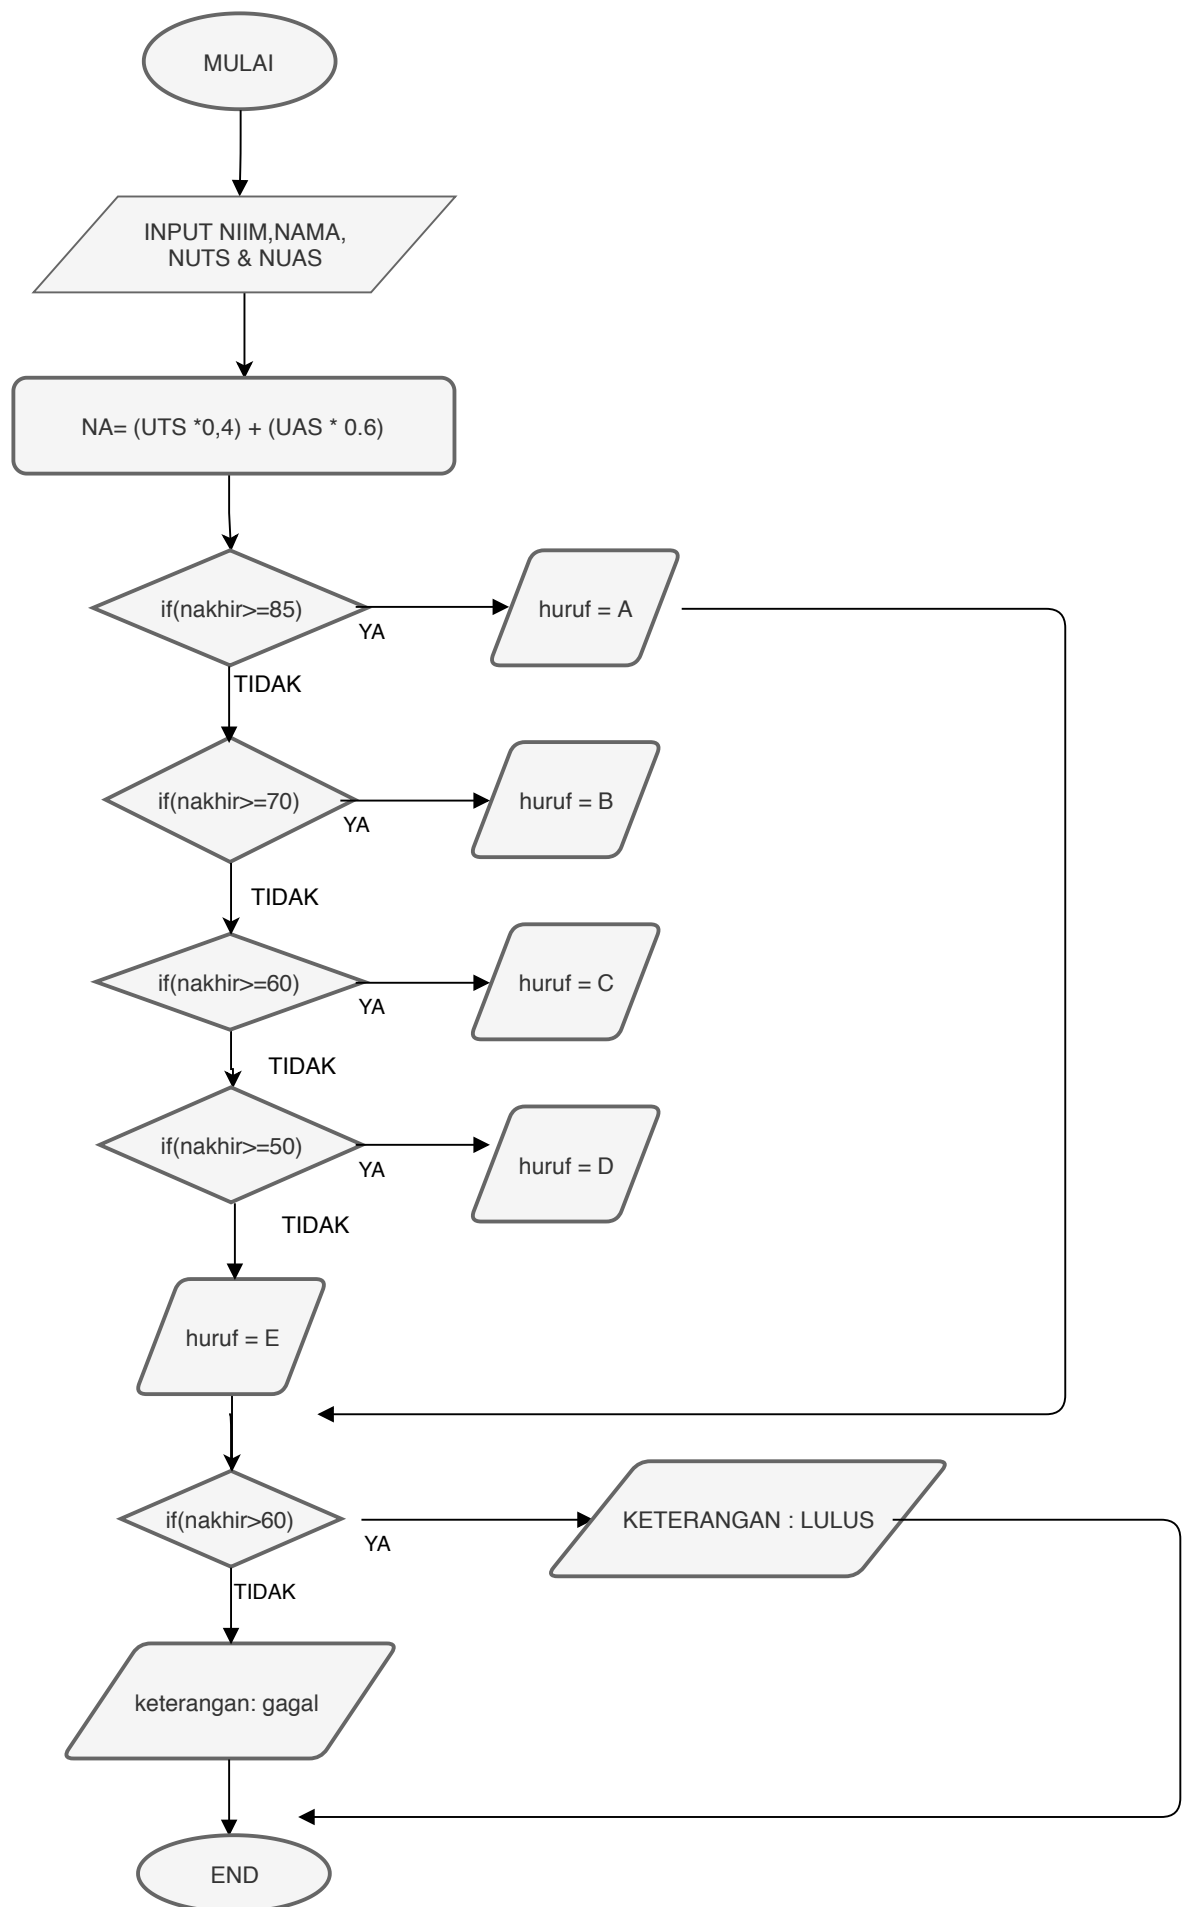 MULAI
INPUT NIIM,NAMA,
NUTS & NUAS
NA= (UTS *0,4) + (UAS * 0.6)
if(nakhir>=85)
YA
huruf = A
TIDAK
if(nakhir>=70)
YA
huruf = B
TIDAK
if(nakhir>=60)
YA
huruf = C
TIDAK
if(nakhir>=50)
YA
huruf = D
TIDAK
huruf = E
if(nakhir>60)
YA
KETERANGAN : LULUS
TIDAK
keterangan: gagal
END